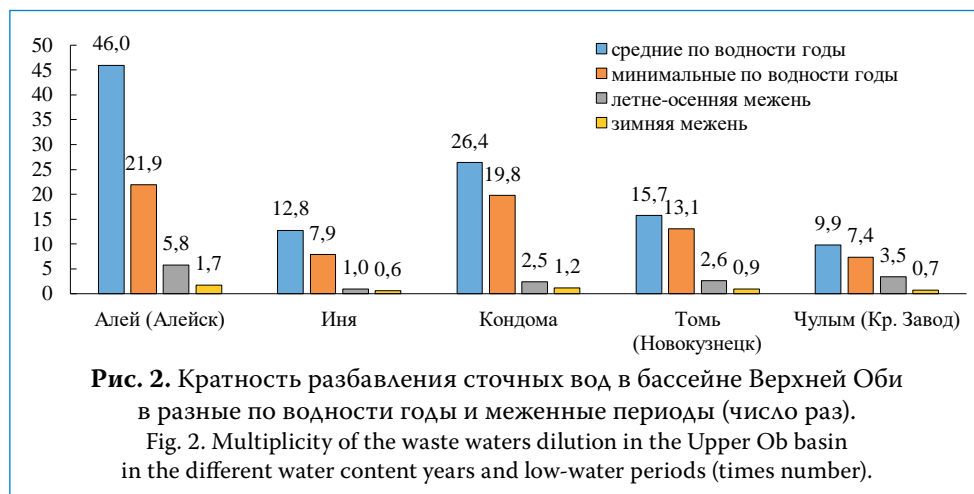 50
45
40
35
30
25
20
15
10
5
0
46,0
21,9
5,8
1,7
12,8
7,9
1,0
0,6
26,4
19,8
2,5
1,2
15,7
13,1
2,6
0,9
9,9
7,4
3,5
0,7
средние по водности годы
минимальные по водности годы
летне-осенняя межень
зимняя межень
Алей (Алейск)
Иня
Кондома
Томь
(Новокузнецк)
Чулым (Кр. Завод)
Рис. 2. Кратность разбавления сточных вод в бассейне Верхней Оби
в разные по водности годы и меженные периоды (число раз).
Fig. 2. Multiplicity of the waste waters dilution in the Upper Ob basin
in the different water content years and low-water periods (times number).